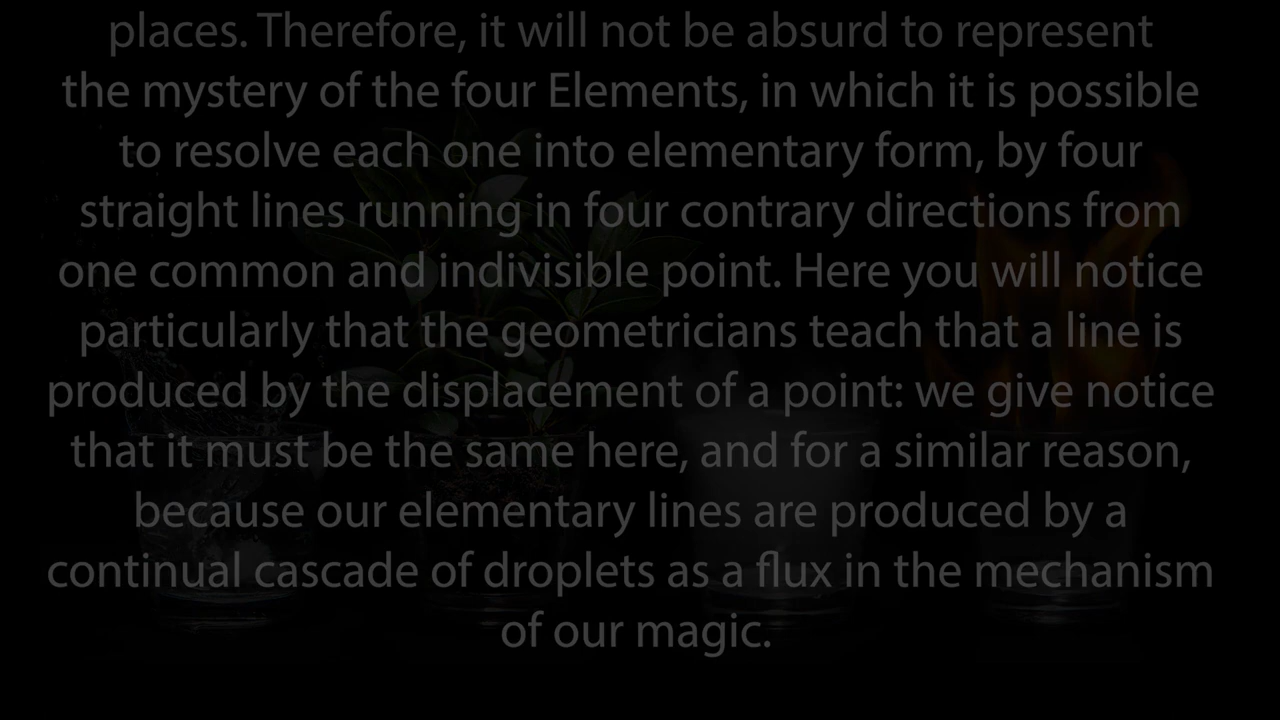 places. Therefore, it will not be absurd to represent
the mystery of the four Elements, in which it is possible
to resolve each one into elementary form, by four
straight lines running in four contrary directions from
one common and indivisible point. Here you will notice
particularly that the geometricians teach that a line is
produced by the displacement of a point: we give notice
that it must be the same here, and for a similar reason,
because our elementary lines are produced by a
continual cascade of droplets as a flux in the mechanism
of our magic.